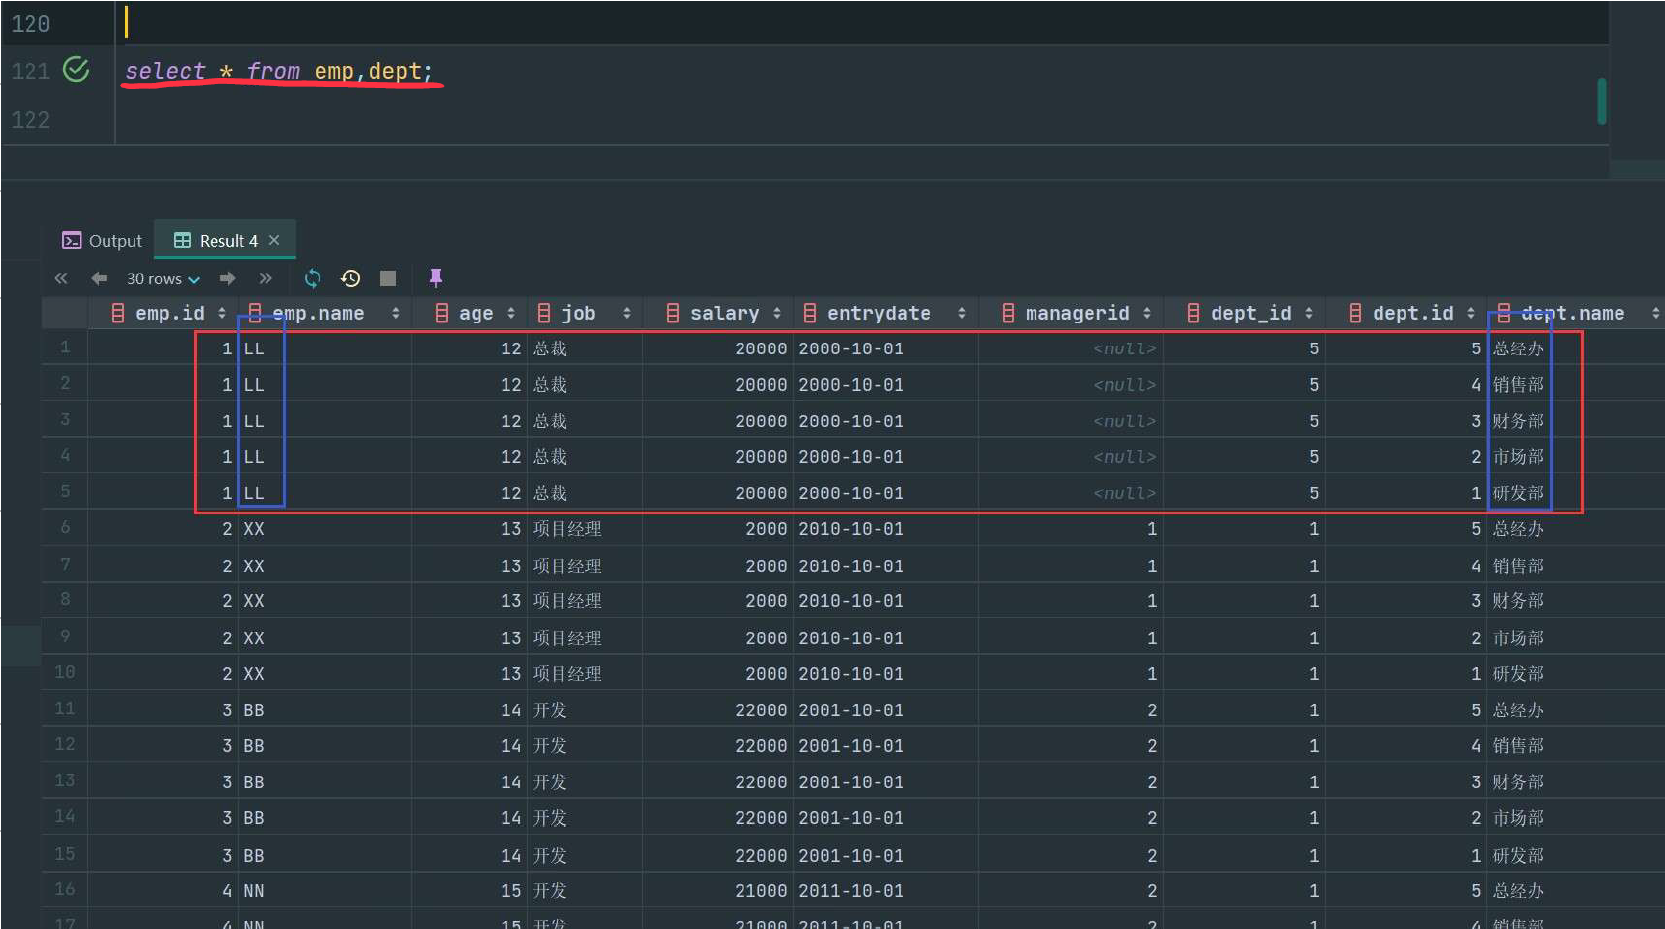 120
121 select * from emp,dept;
122
Output Result 4
30 rows
emp.id emp.name age job salary entrydate managerid dept_id dept.id dept.name
1 1 LL 12 总裁 20000 2000-10-01 <null> 5 5 总经办
2 1 LL 12 总裁 20000 2000-10-01 <null> 5 4 销售部
3 1 LL 12 总裁 20000 2000-10-01 <null> 5 3 财务部
4 1 LL 12 总裁 20000 2000-10-01 <null> 5 2 市场部
5 1 LL 12 总裁 20000 2000-10-01 <null> 5 1 研发部
6 2 XX 13 项目经理 2000 2010-10-01 1 1 5 总经办
7 2 XX 13 项目经理 2000 2010-10-01 1 1 4 销售部
8 2 XX 13 项目经理 2000 2010-10-01 1 1 3 财务部
9 2 XX 13 项目经理 2000 2010-10-01 1 1 2 市场部
10 2 XX 13 项目经理 2000 2010-10-01 1 1 1 研发部
11 3 BB 14 开发 22000 2001-10-01 2 1 5 总经办
12 3 BB 14 开发 22000 2001-10-01 2 1 4 销售部
13 3 BB 14 开发 22000 2001-10-01 2 1 3 财务部
14 3 BB 14 开发 22000 2001-10-01 2 1 2 市场部
15 3 BB 14 开发 22000 2001-10-01 2 1 1 研发部
16 4 NN 15 开发 21000 2011-10-01 2 1 5 总经办
17 4 NN 15 开发 21000 2011-10-01 2 1 4 销售部